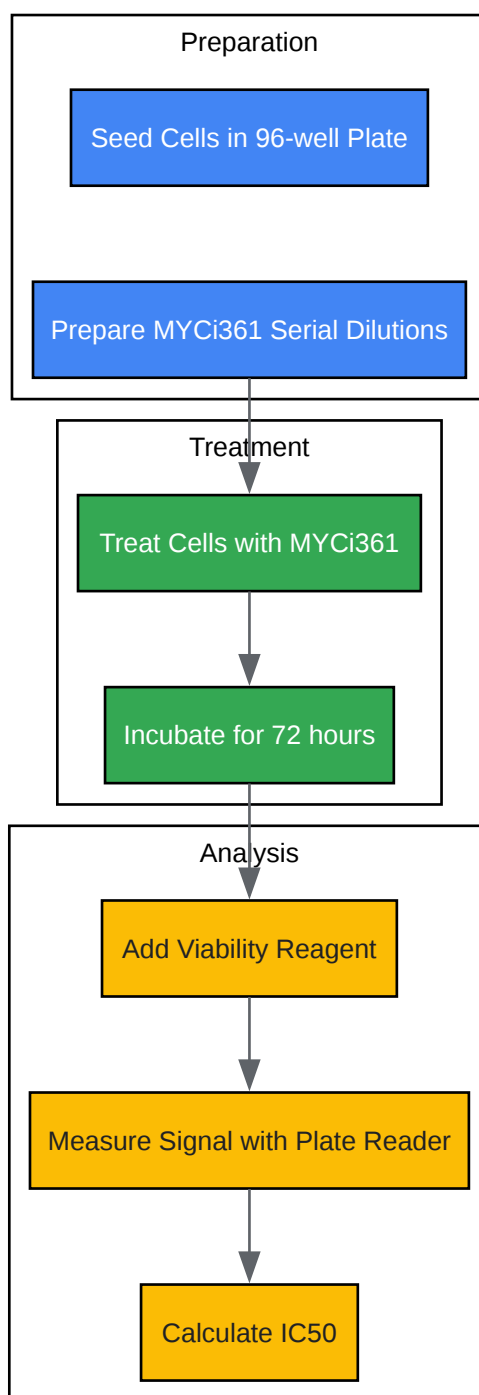 Preparation
Seed Cells in 96-well Plate
Prepare MYCi361 Serial Dilutions
Treatment
Treat Cells with MYCi361
Incubate for 72 hours
Analysis
Add Viability Reagent
Measure Signal with Plate Reader
Calculate IC50